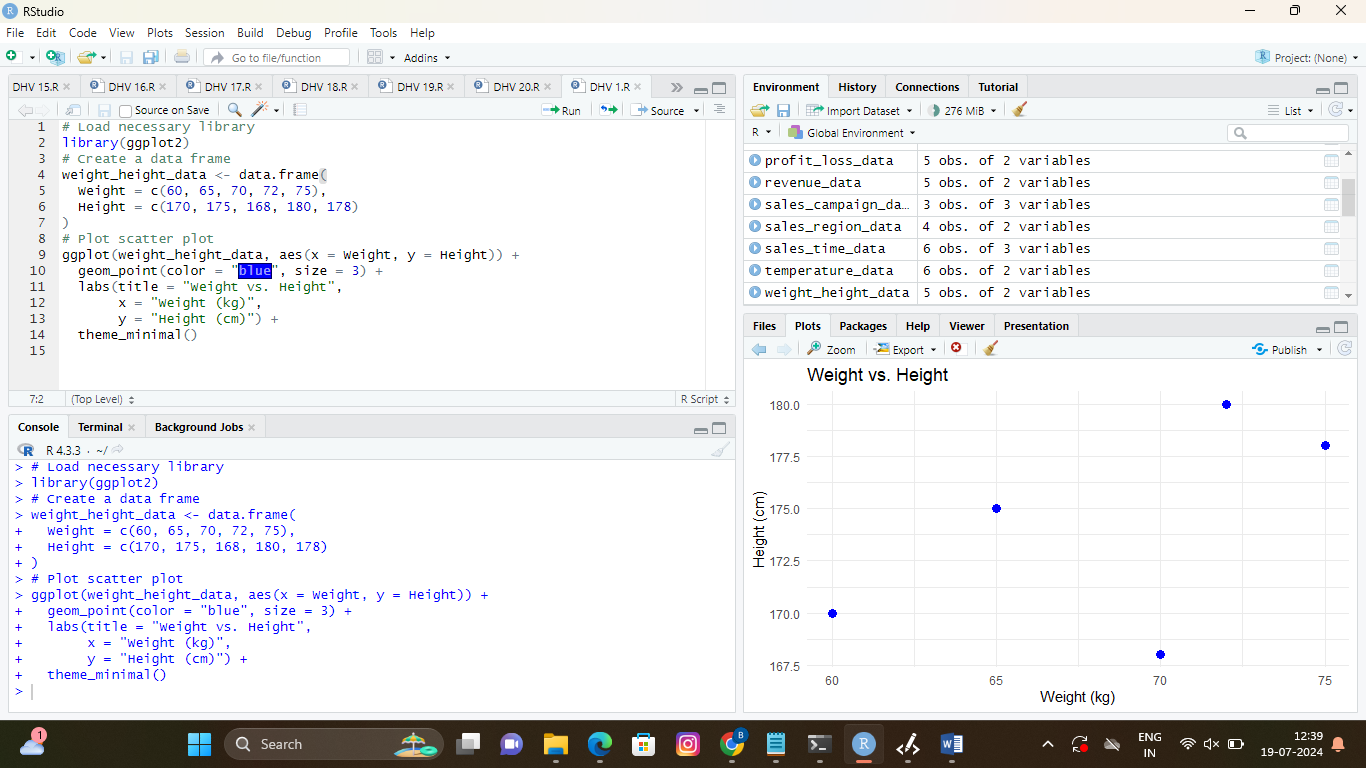 RStudio
File Edit Code View Plots Session Build Debug Profile Tools Help
Go to file/function Addins Project: (None)
DHV 15.R DHV 16.R DHV 17.R DHV 18.R DHV 19.R DHV 20.R DHV 1.R
Source on Save Run Source
1 # Load necessary library
2 library(ggplot2)
3 # Create a data frame
4 weight_height_data <- data.frame(
5 Weight = c(60, 65, 70, 72, 75),
6 Height = c(170, 175, 168, 180, 178)
7 )
8 # Plot scatter plot
9 ggplot(weight_height_data, aes(x = Weight, y = Height)) +
10 geom_point(color = "blue", size = 3) +
11 labs(title = "Weight vs. Height",
12 x = "Weight (kg)",
13 y = "Height (cm)") +
14 theme_minimal()
15
7:2 (Top Level) R Script
Console Terminal Background Jobs
R 4.3.3 · ~/
> # Load necessary library
> library(ggplot2)
> # Create a data frame
> weight_height_data <- data.frame(
+ Weight = c(60, 65, 70, 72, 75),
+ Height = c(170, 175, 168, 180, 178)
+ )
> # Plot scatter plot
> ggplot(weight_height_data, aes(x = Weight, y = Height)) +
+ geom_point(color = "blue", size = 3) +
+ labs(title = "Weight vs. Height",
+ x = "Weight (kg)",
+ y = "Height (cm)") +
+ theme_minimal()
>
Environment History Connections Tutorial
Import Dataset 276 MiB List
R Global Environment
profit_loss_data 5 obs. of 2 variables
revenue_data 5 obs. of 2 variables
sales_campaign_da… 3 obs. of 3 variables
sales_region_data 4 obs. of 2 variables
sales_time_data 6 obs. of 3 variables
temperature_data 6 obs. of 2 variables
weight_height_data 5 obs. of 2 variables
Files Plots Packages Help Viewer Presentation
Zoom Export Publish
Weight vs. Height
180.0
177.5
175.0
172.5
170.0
167.5
Height (cm)
60 65 70 75
Weight (kg)
1 Search B ENG IN 12:39 19-07-2024